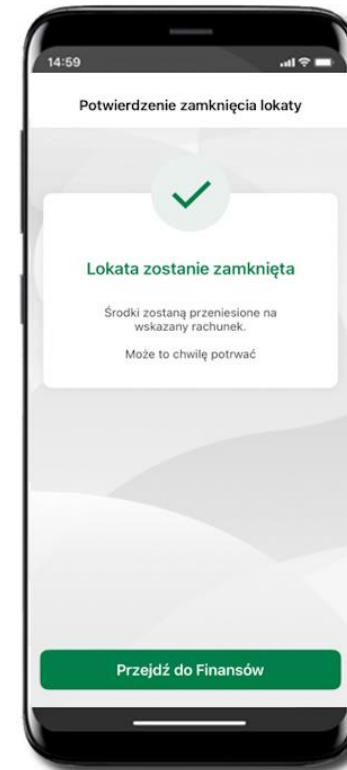 14:59
Potwierdzenie zamknięcia lokaty
Lokata zostanie zamknięta
Środki zostaną przeniesione na
wskazany rachunek.
Może to chwilę potrwać
Przejdź do Finansów